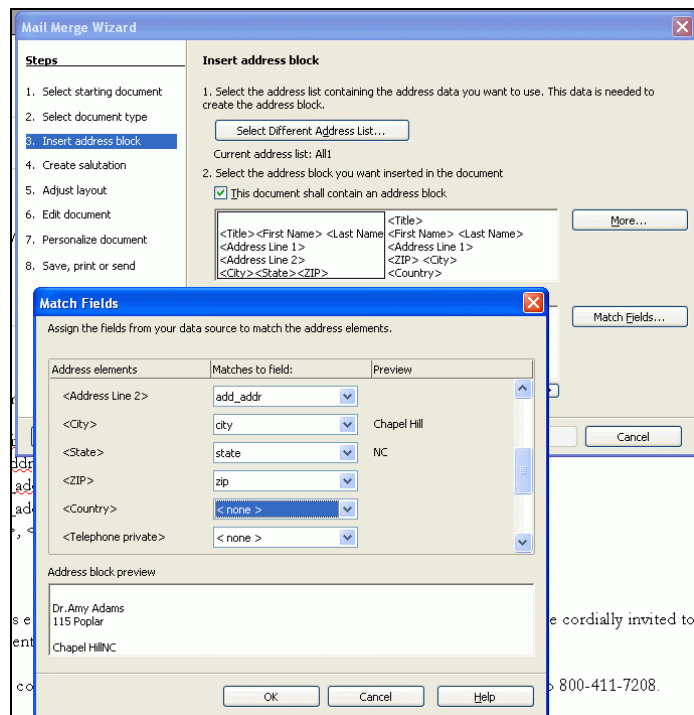 Mail Merge Wizard
Steps
1. Select starting document
2. Select document type
3. Insert address block
4. Create salutation
5. Adjust layout
6. Edit document
7. Personalize document
8. Save, print or send
Insert address block
1. Select the address list containing the address data you want to use. This data is needed to
create the address block.
Select Different Address List...
Current address list: All1
2. Select the address block you want inserted in the document
This document shall contain an address block
<Title><First Name> <Last Name
<Address Line 1>
<Address Line 2>
<City><State><ZIP>
<Title>
<First Name> <Last Name>
<Address Line 1>
<ZIP> <City>
<Country>
More...
Match Fields...
Cancel
Match Fields
Assign the fields from your data source to match the address elements.
Address elements Matches to field: Preview
<Address Line 2> add_addr
<City> city Chapel Hill
<State> state NC
<ZIP> zip
<Country> < none >
<Telephone private> < none >
Address block preview
Dr.Amy Adams
115 Poplar
Chapel HillNC
OK Cancel Help
e cordially invited to
800-411-7208.